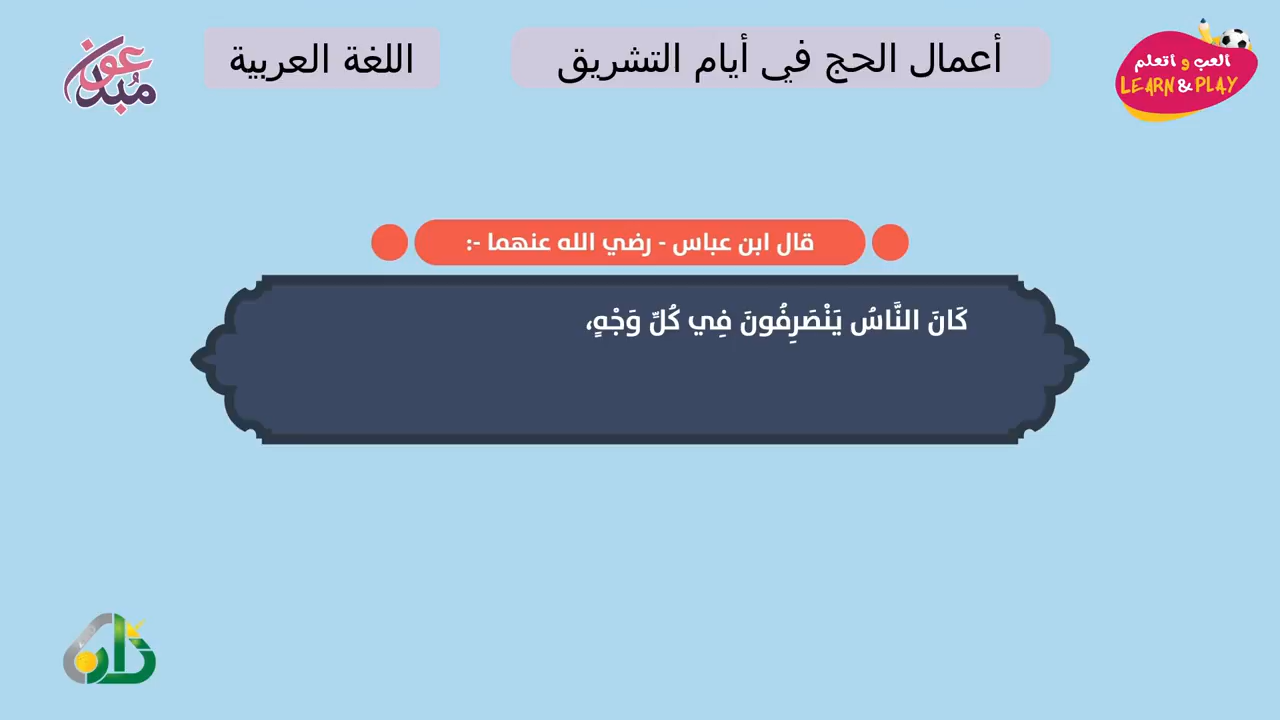 العب و اتعلم
LEARN & PLAY
أعمال الحج في أيام التشريق
اللغة العربية
مُبدعون
قال ابن عباس - رضي الله عنهما -:
كَانَ النَّاسُ يَنْصَرِفُونَ فِي كُلِّ وَجْهٍ،